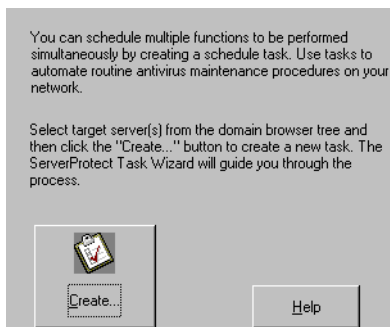 You can schedule multiple functions to be performed
simultaneously by creating a schedule task. Use tasks to
automate routine antivirus maintenance procedures on your
network.
Select target server(s) from the domain browser tree and
then click the "Create..." button to create a new task. The
ServerProtect Task Wizard will guide you through the
process.
Create...
Help